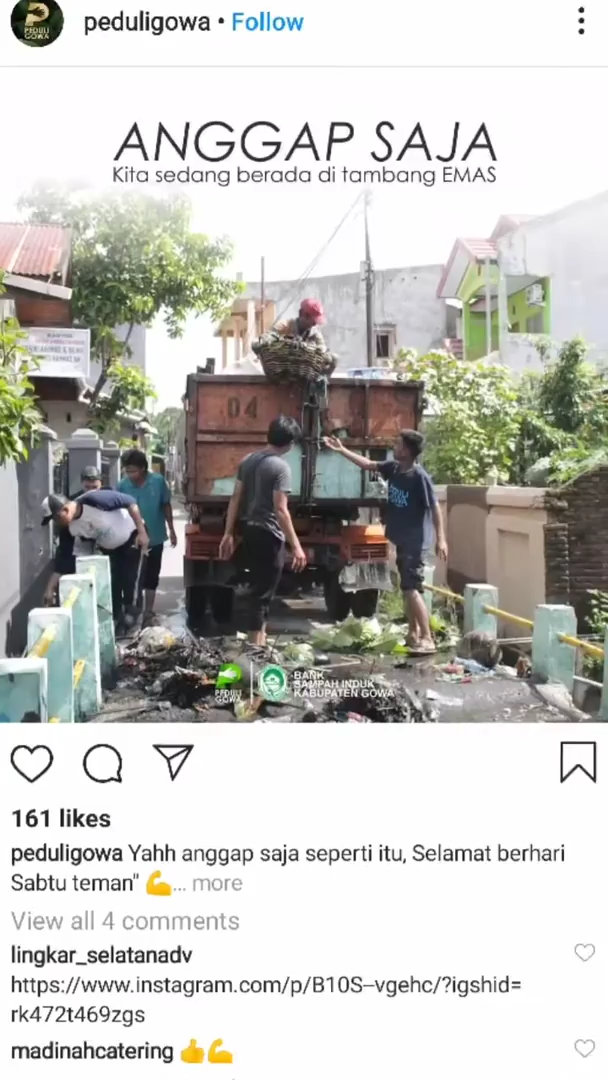 peduligowa • Follow
ANGGAP SAJA
Kita sedang berada di tambang EMAS
04
PEDULI
GOWA
BANK
SAMPAH INDUK
KABUPATEN GOWA
161 likes
peduligowa Yahh anggap saja seperti itu, Selamat berhari
Sabtu teman" 💪... more
View all 4 comments
lingkar_selatanadv
https://www.instagram.com/p/B10S--vgehc/?igshid=
rk472t469zgs
madinahcatering 👍💪